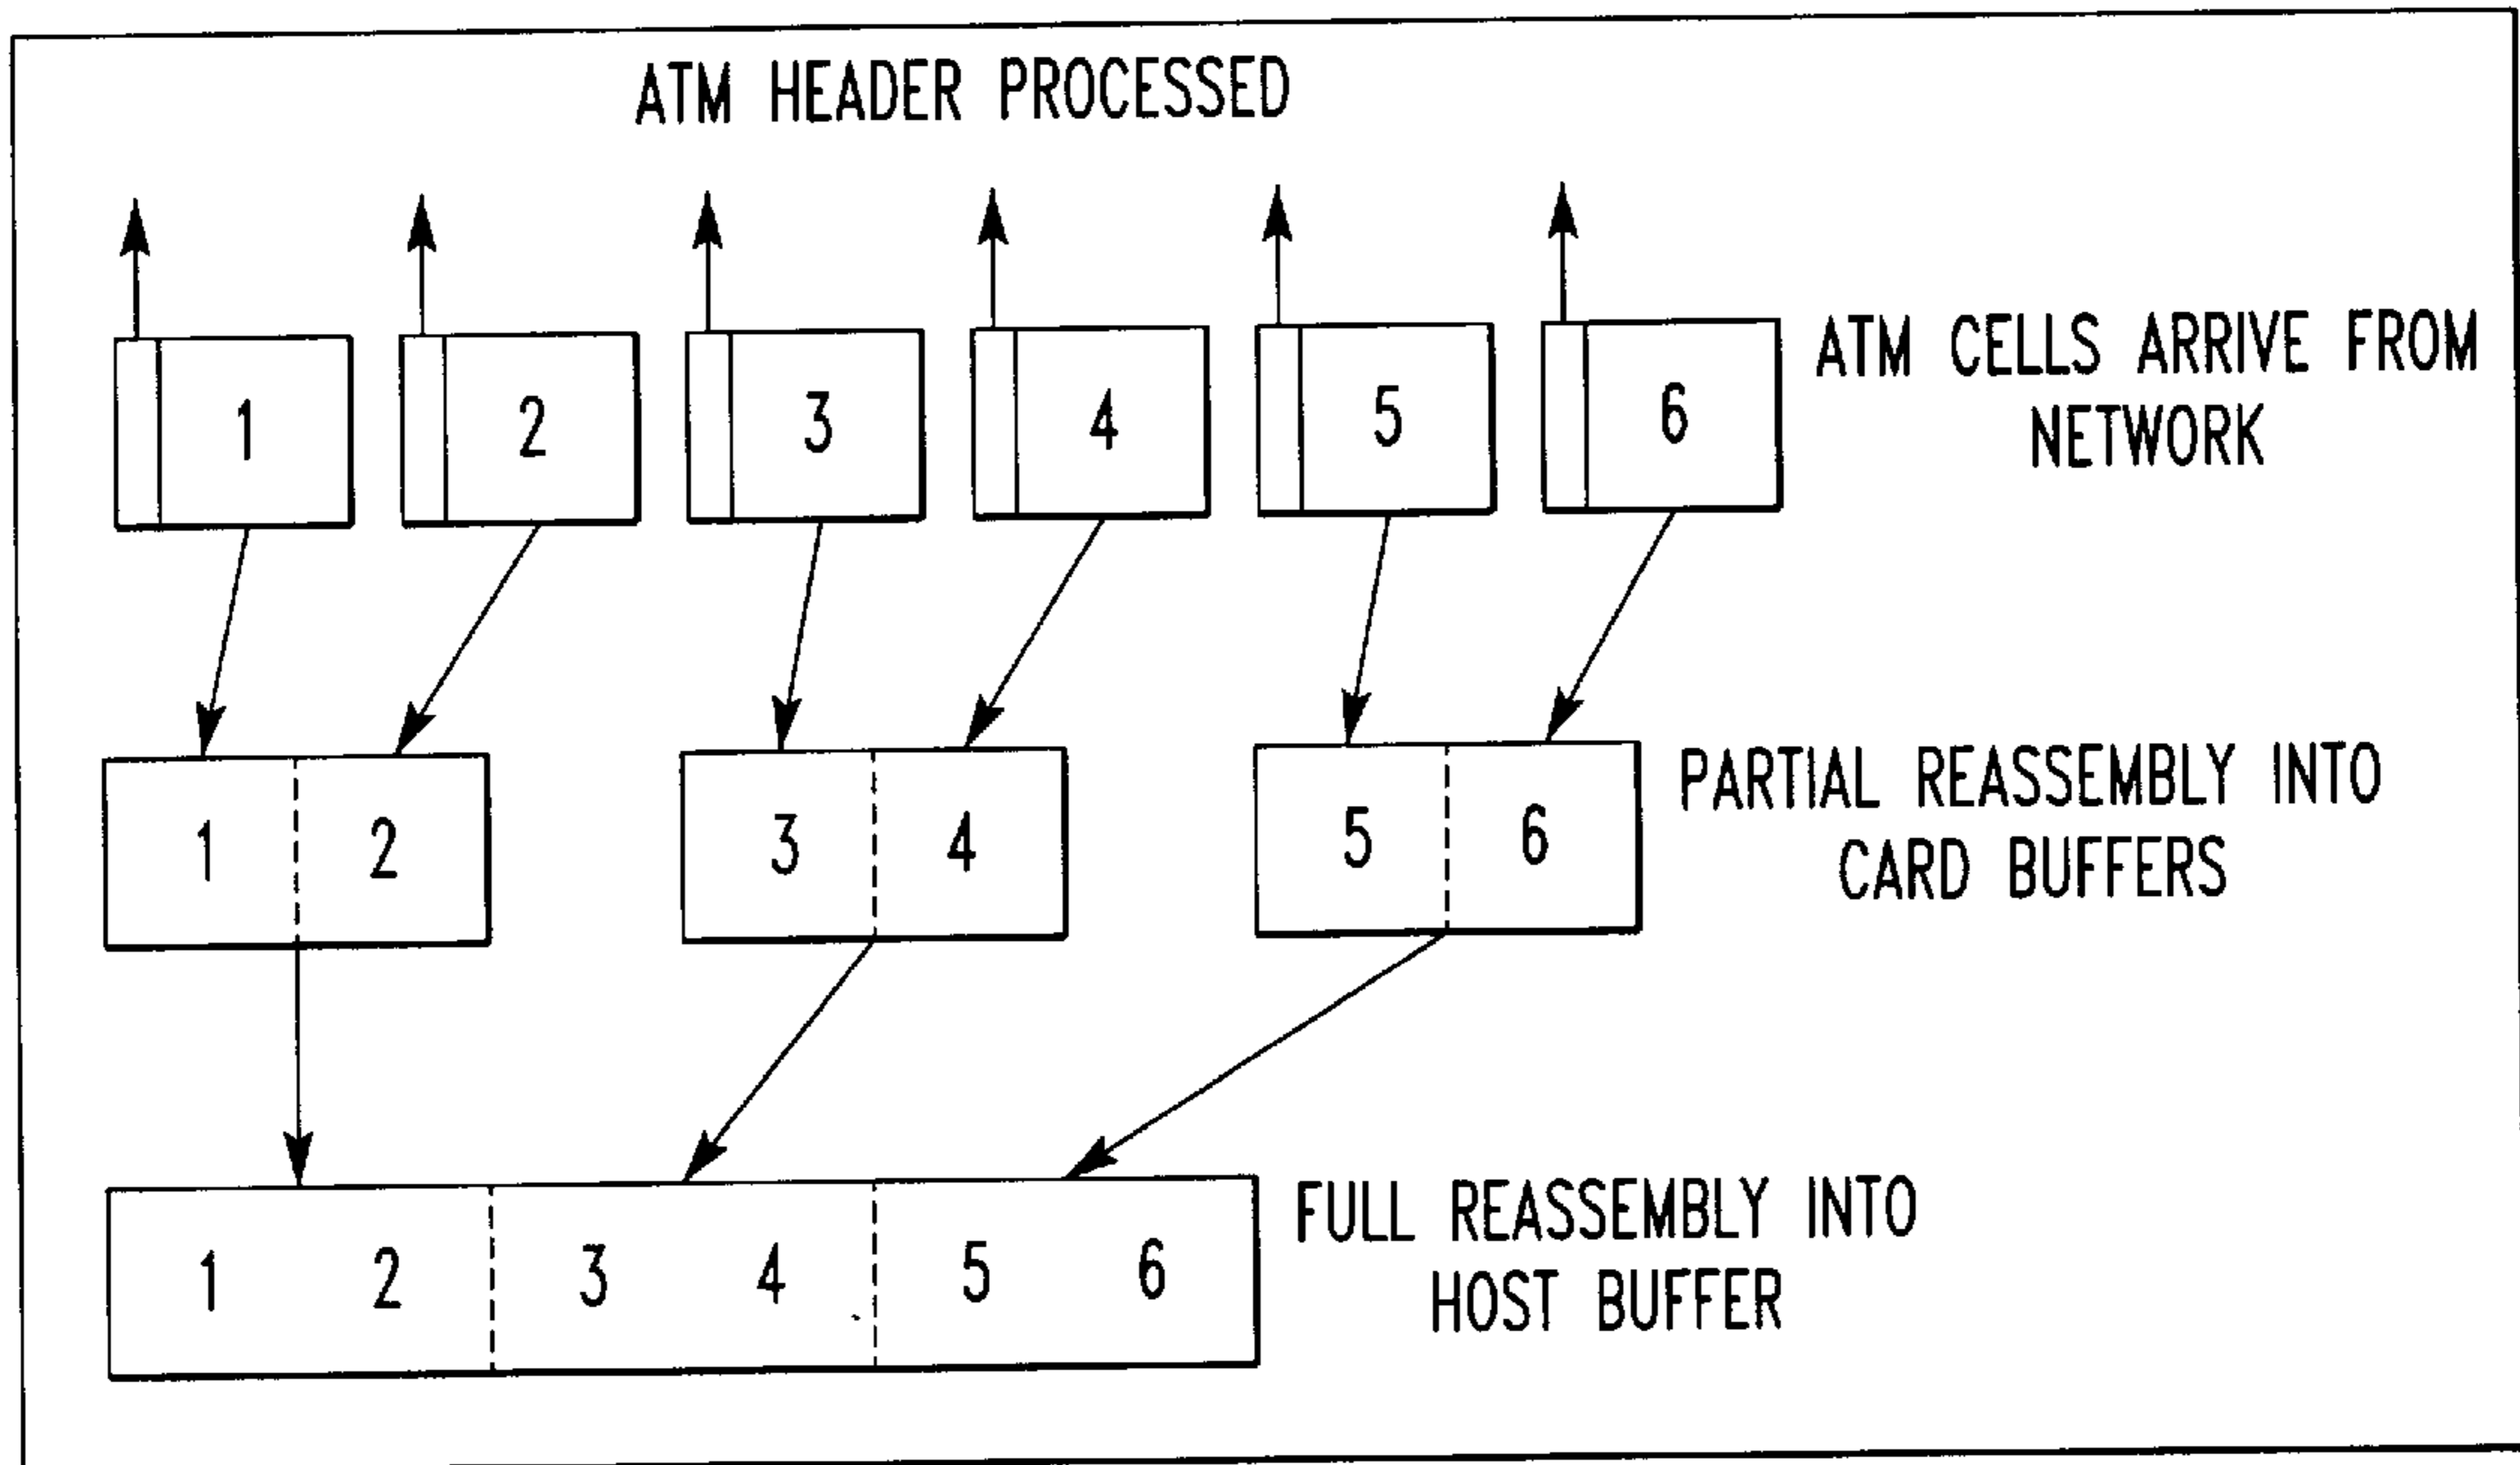 ATM HEADER PROCESSED
1 2 3 4 5 6
ATM CELLS ARRIVE FROM
NETWORK
1 2 3 4 5 6
PARTIAL REASSEMBLY INTO
CARD BUFFERS
1 2 3 4 5 6
FULL REASSEMBLY INTO
HOST BUFFER